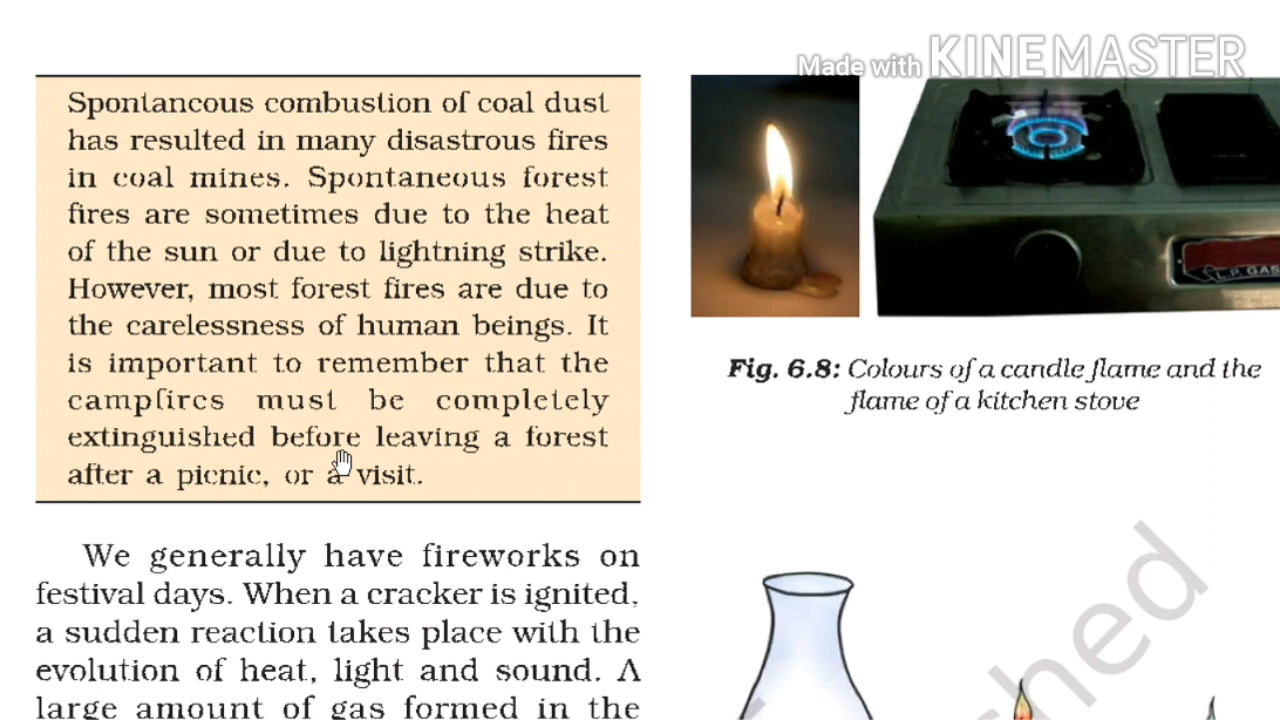 Made with KINEMASTER
Spontaneous combustion of coal dust
has resulted in many disastrous fires
in coal mines. Spontaneous forest
fires are sometimes due to the heat
of the sun or due to lightning strike.
However, most forest fires are due to
the carelessness of human beings. It
is important to remember that the
campfires must be completely
extinguished before leaving a forest
after a picnic, or a visit.
We generally have fireworks on
festival days. When a cracker is ignited,
a sudden reaction takes place with the
evolution of heat, light and sound. A
large amount of gas formed in the
L.P. GAS
Fig. 6.8: Colours of a candle flame and the
flame of a kitchen stove
hed